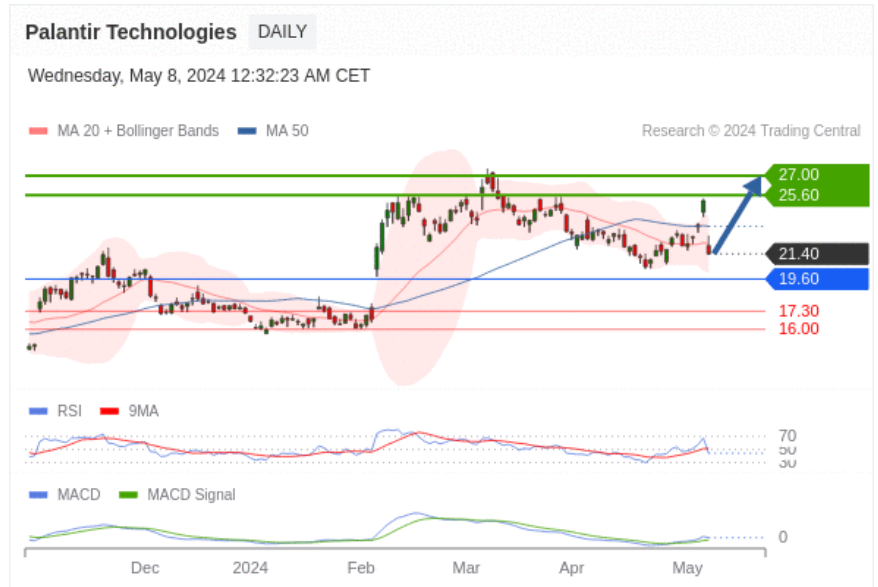 Palantir Technologies DAILY
Wednesday, May 8, 2024 12:32:23 AM CET
MA 20 + Bollinger Bands MA 50 Research © 2024 Trading Central
27.00
25.60
21.40
19.60
17.30
16.00
RSI 9MA
70
50
30
MACD MACD Signal
0
Dec 2024 Feb Mar Apr May